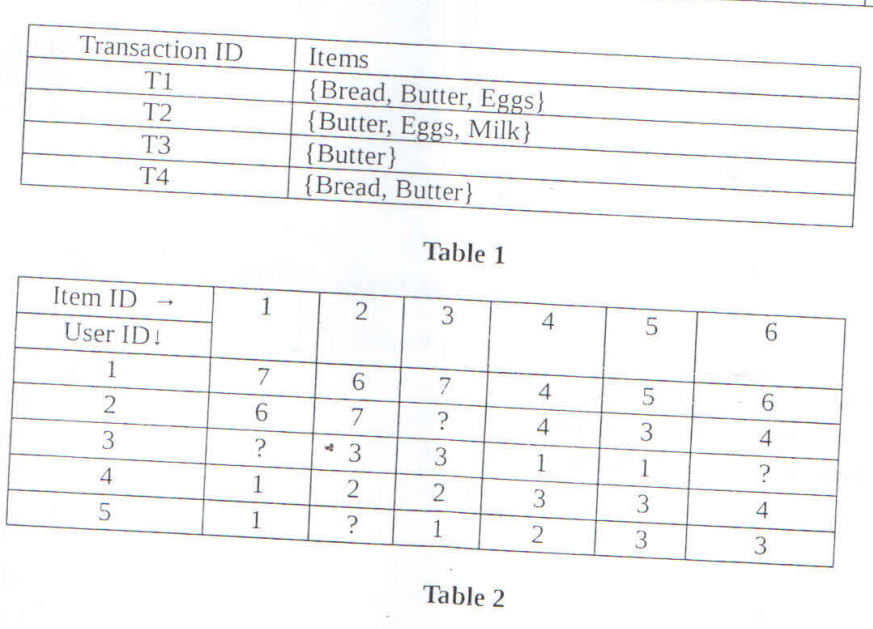 Transaction ID Items
T1 {Bread, Butter, Eggs}
T2 {Butter, Eggs, Milk}
T3 {Butter}
T4 {Bread, Butter}
Table 1
Item ID → 1 2 3 4 5 6
User ID↓
1 7 6 7 4 5 6
2 6 7 ? 4 3 4
3 ? 3 3 1 1 ?
4 1 2 2 3 3 4
5 1 ? 1 2 3 3
Table 2